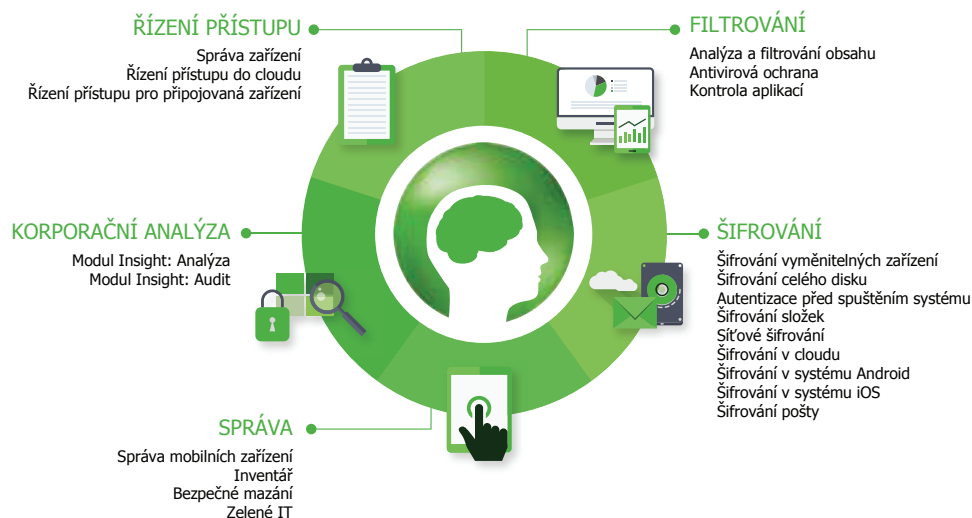 ŘÍZENÍ PŘÍSTUPU
Správa zařízení
Řízení přístupu do cloudu
Řízení přístupu pro připojovaná zařízení
FILTROVÁNÍ
Analýza a filtrování obsahu
Antivirová ochrana
Kontrola aplikací
KORPORAČNÍ ANALÝZA
Modul Insight: Analýza
Modul Insight: Audit
ŠIFROVÁNÍ
Šifrování vyměnitelných zařízení
Šifrování celého disku
Autentizace před spuštěním systému
Šifrování složek
Síťové šifrování
Šifrování v cloudu
Šifrování v systému Android
Šifrování v systému iOS
Šifrování pošty
SPRÁVA
Správa mobilních zařízení
Inventář
Bezpečné mazání
Zelené IT